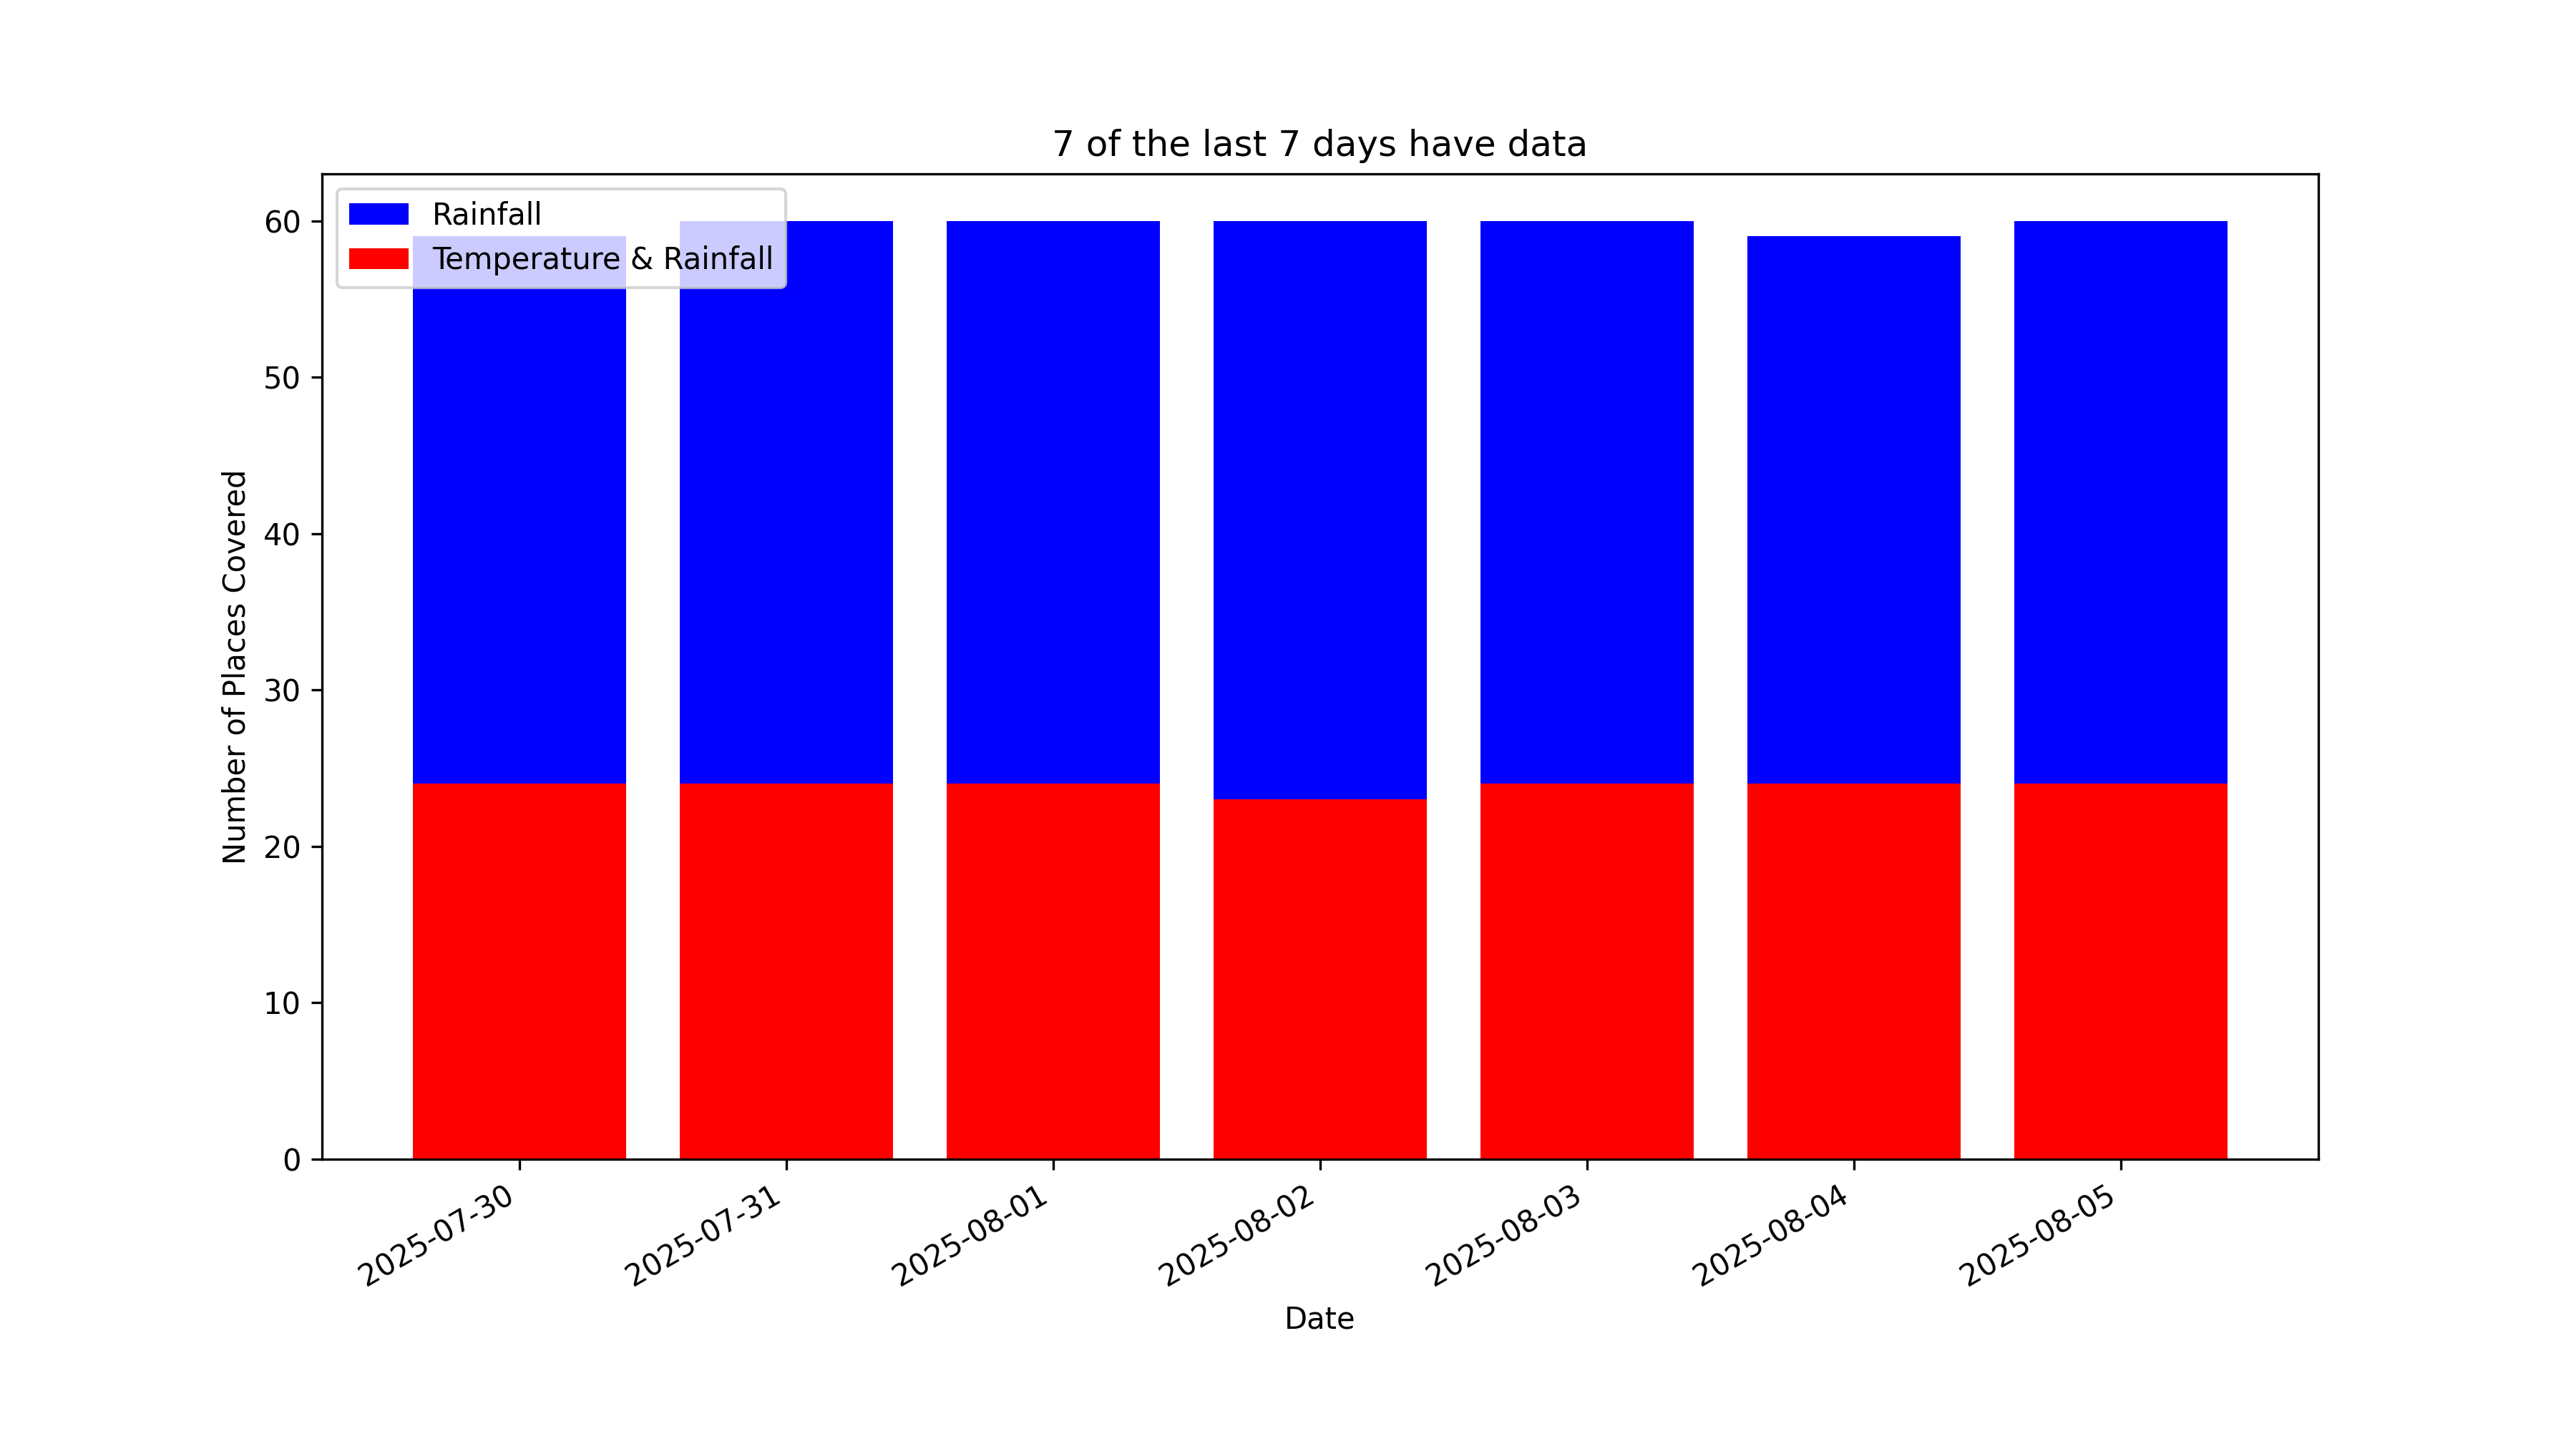 7 of the last 7 days have data
Rainfall
Temperature & Rainfall
60
50
40
30
20
10
0
Number of Places Covered
2025-07-30
2025-07-31
2025-08-01
2025-08-02
2025-08-03
2025-08-04
2025-08-05
Date